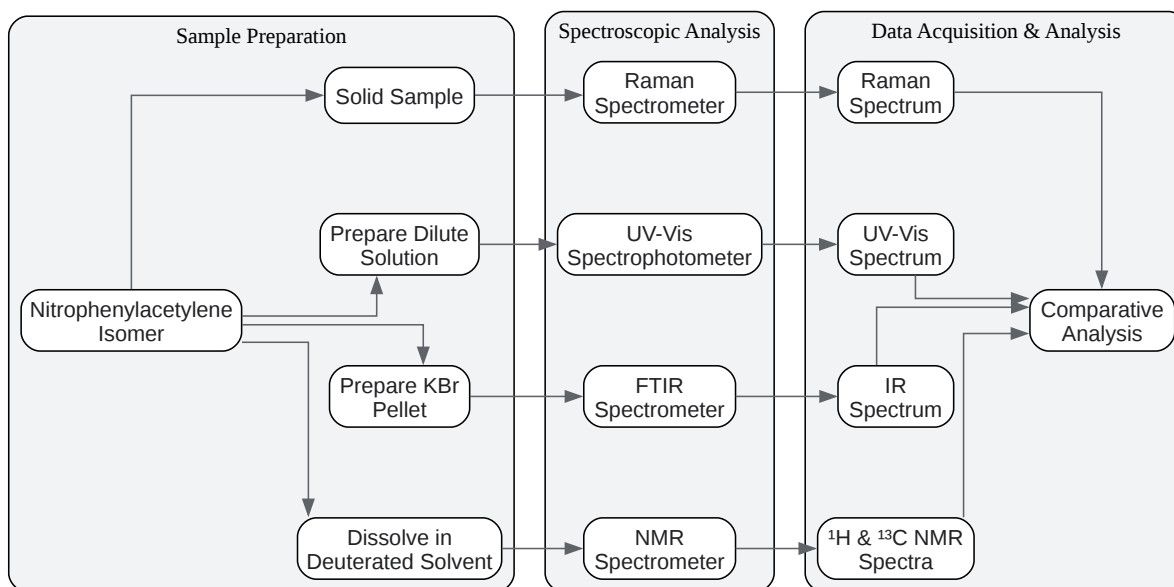 Sample Preparation
Spectroscopic Analysis
Data Acquisition & Analysis
Solid Sample
Raman
Spectrometer
Raman
Spectrum
Prepare Dilute
Solution
UV-Vis
Spectrophotometer
UV-Vis
Spectrum
Nitrophenylacetylene
Isomer
Comparative
Analysis
Prepare KBr
Pellet
FTIR
Spectrometer
IR
Spectrum
Dissolve in
Deuterated Solvent
NMR
Spectrometer
¹H & ¹³C NMR
Spectra